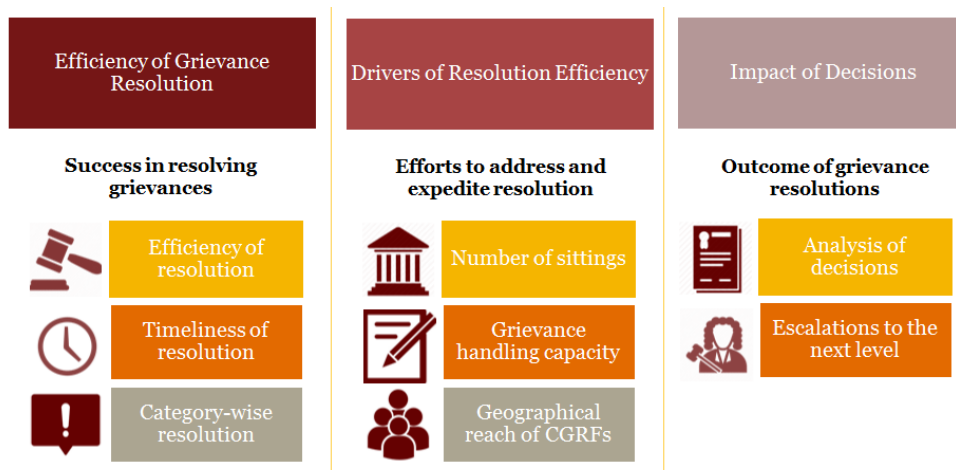 Efficiency of Grievance
Resolution
Success in resolving
grievances
Efficiency of
resolution
Timeliness of
resolution
Category-wise
resolution
Drivers of Resolution Efficiency
Efforts to address and
expedite resolution
Number of sittings
Grievance
handling capacity
Geographical
reach of CGRFs
Impact of Decisions
Outcome of grievance
resolutions
Analysis of
decisions
Escalations to the
next level